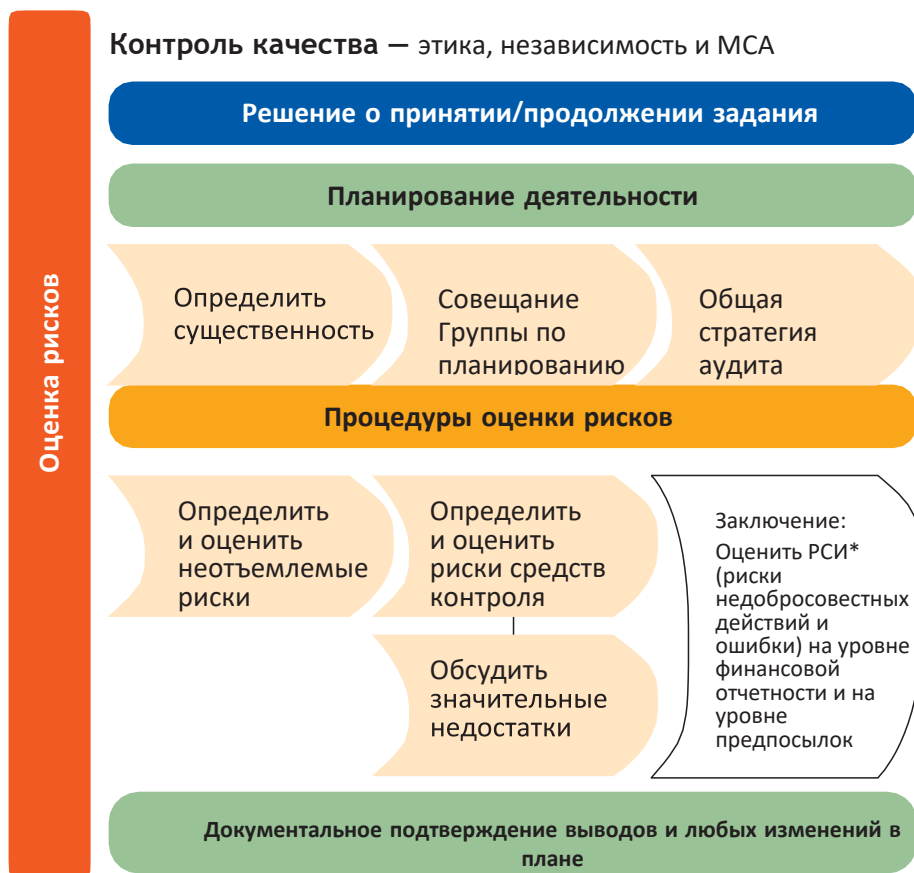 Оценка рисков
Контроль качества — этика, независимость и МСА
Решение о принятии/продолжении задания
Планирование деятельности
Определить
существенность
Совещание
Группы по
планированию
Общая
стратегия
аудита
Процедуры оценки рисков
Определить
и оценить
неотъемлемые
риски
Определить
и оценить
риски средств
контроля
Обсудить
значительные
недостатки
Заключение:
Оценить РСИ*
(риски
недобросовестных
действий и
ошибки) на уровне
финансовой
отчетности и на
уровне
предпосылок
Документальное подтверждение выводов и любых изменений в
плане